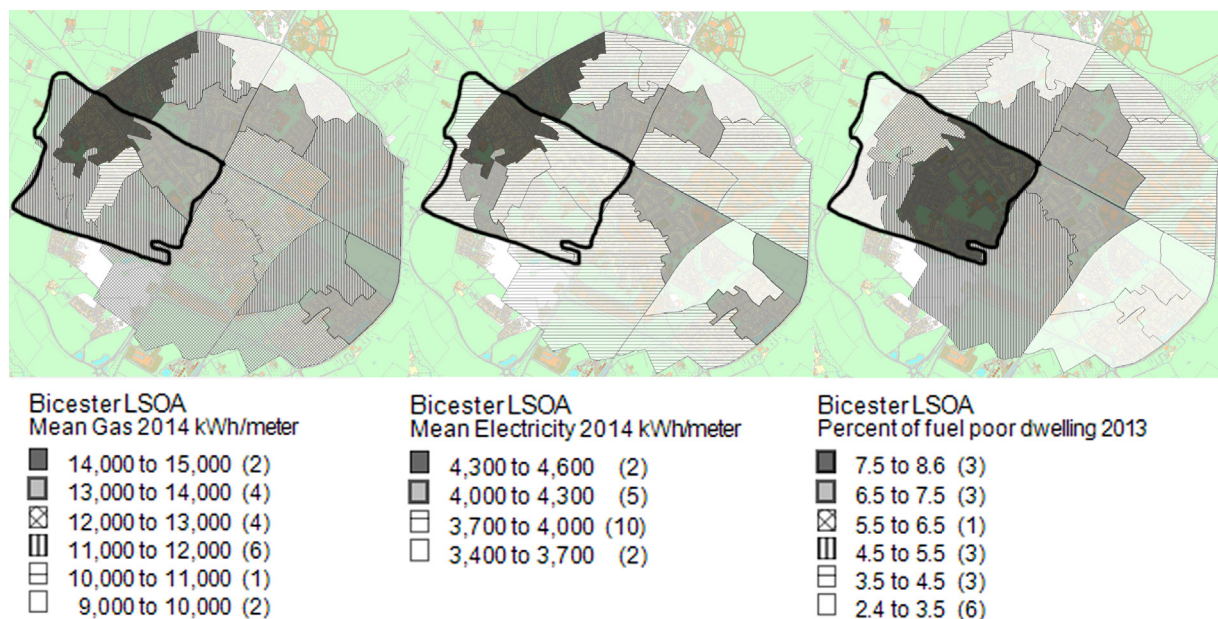 Bicester LSOA
Mean Gas 2014 kWh/meter
14,000 to 15,000 (2)
13,000 to 14,000 (4)
12,000 to 13,000 (4)
11,000 to 12,000 (6)
10,000 to 11,000 (1)
9,000 to 10,000 (2)
Bicester LSOA
Mean Electricity 2014 kWh/meter
4,300 to 4,600 (2)
4,000 to 4,300 (5)
3,700 to 4,000 (10)
3,400 to 3,700 (2)
Bicester LSOA
Percent of fuel poor dwelling 2013
7.5 to 8.6 (3)
6.5 to 7.5 (3)
5.5 to 6.5 (1)
4.5 to 5.5 (3)
3.5 to 4.5 (3)
2.4 to 3.5 (6)